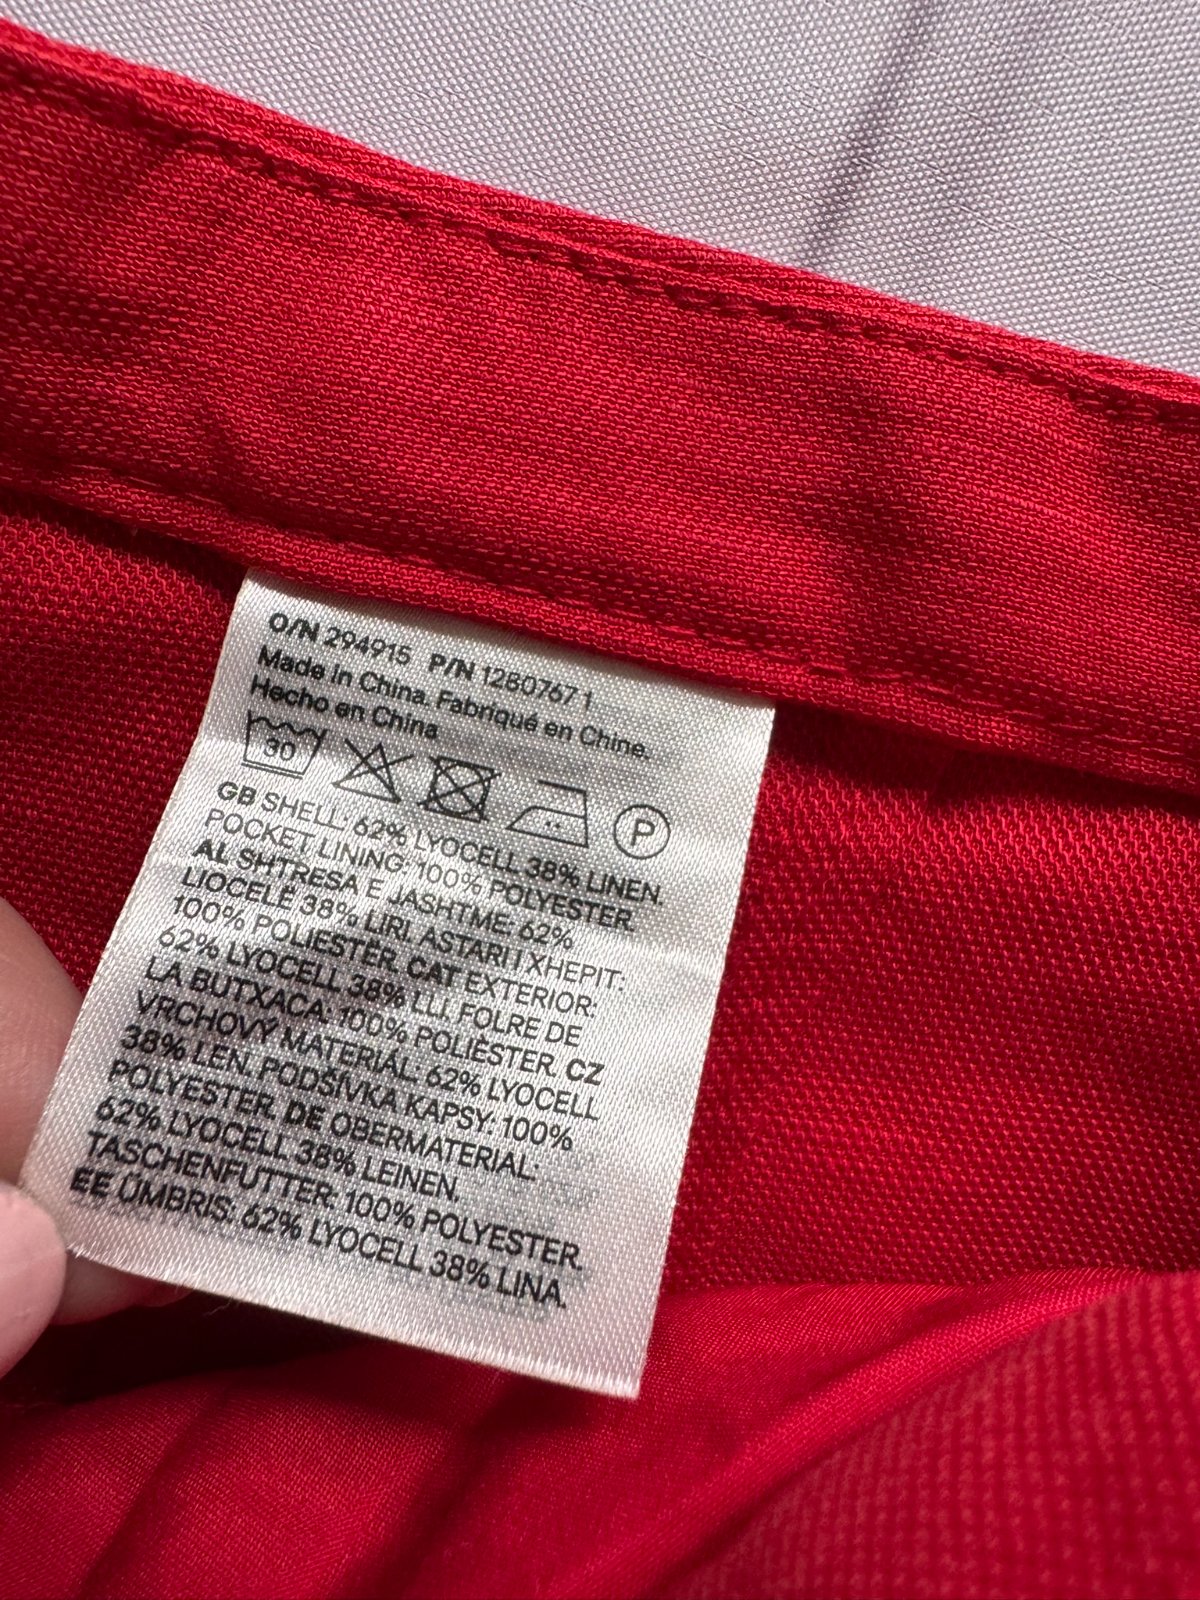 O/N 294915 P/N 1280767 1
Made in China. Fabriqué en Chine.
Hecho en China
30
P
GB SHELL: 62% LYOCELL 38% LINEN.
POCKET LINING: 100% POLYESTER.
AL SHTRESA E JASHTME: 62%
LIOCELË 38% LIRI. ASTARI I XHEPIT:
100% POLIESTËR. CAT EXTERIOR:
62% LYOCELL 38% LLI. FOLRE DE
LA BUTXACA: 100% POLIÈSTER. CZ
VRCHOVÝ MATERIÁL: 62% LYOCELL
38% LEN. PODŠÍVKA KAPSY: 100%
POLYESTER. DE OBERMATERIAL:
62% LYOCELL 38% LEINEN.
TASCHENFUTTER: 100% POLYESTER.
EE ÜMBRIS: 62% LYOCELL 38% LINA.